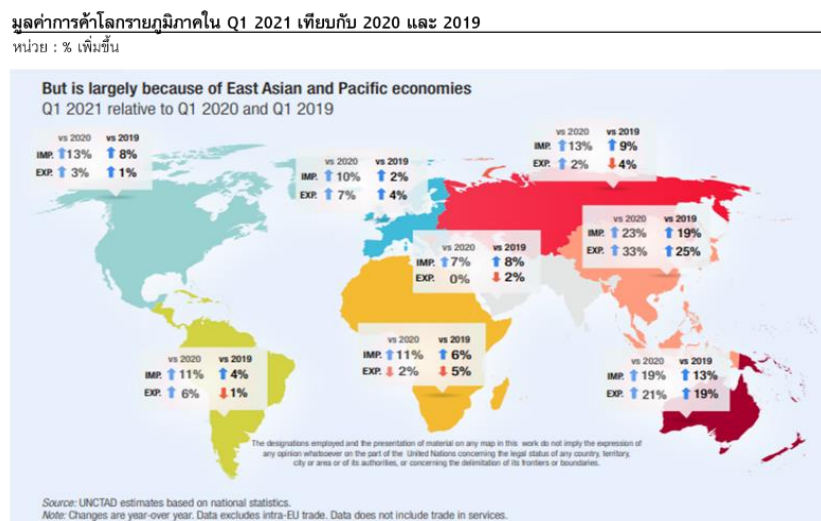 มูลค่าการค้าโลกรายภูมิภาคใน Q1 2021 เทียบกับ 2020 และ 2019
หน่วย : % เพิ่มขึ้น
But is largely because of East Asian and Pacific economies
Q1 2021 relative to Q1 2020 and Q1 2019
vs 2020 vs 2019
IMP. ↑13% ↑8%
EXP. ↑3% ↑1%
vs 2020 vs 2019
IMP. ↑10% ↑2%
EXP. ↑7% ↑4%
vs 2020 vs 2019
IMP. ↑13% ↑9%
EXP. ↑2% ↓4%
vs 2020 vs 2019
IMP. ↑23% ↑19%
EXP. ↑33% ↑25%
vs 2020 vs 2019
IMP. ↑7% ↑8%
EXP. 0% ↓2%
vs 2020 vs 2019
IMP. ↑11% ↑4%
EXP. ↑6% ↓1%
vs 2020 vs 2019
IMP. ↑11% ↑6%
EXP. ↓2% ↓5%
vs 2020 vs 2019
IMP. ↑19% ↑13%
EXP. ↑21% ↑19%
The designations employed and the presentation of material on any map in this work do not imply the expression of
any opinion whatsoever on the part of the United Nations concerning the legal status of any country, territory,
city or area or of its authorities, or concerning the delimitation of its frontiers or boundaries.
Source: UNCTAD estimates based on national statistics.
Note: Changes are year-over year. Data excludes intra-EU trade. Data does not include trade in services.